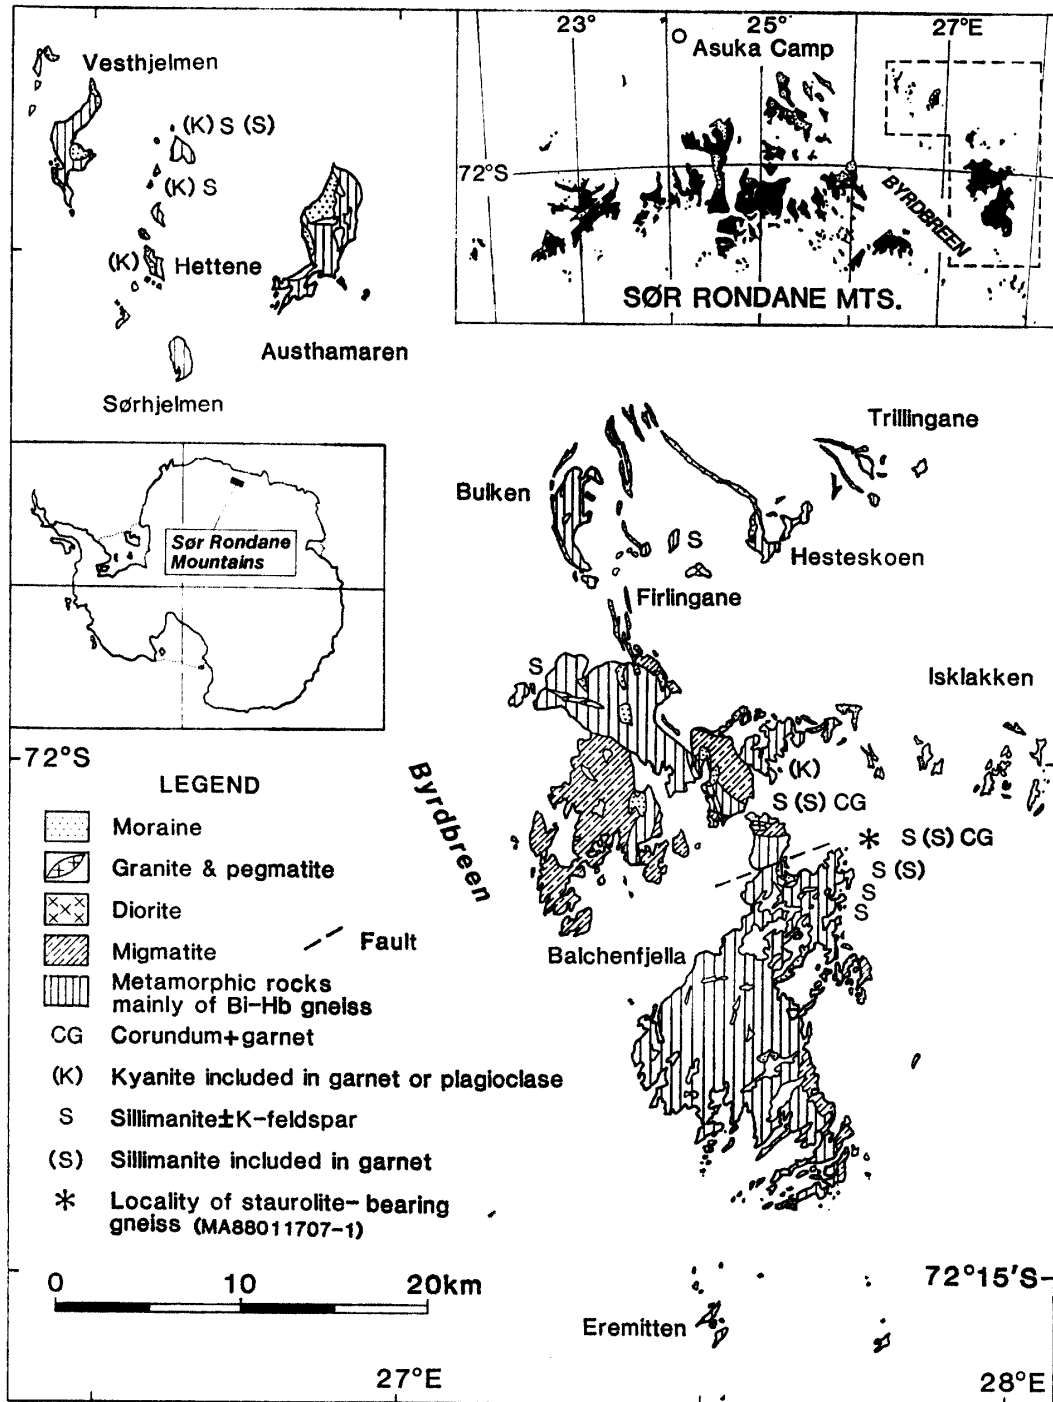 Vesthjelmen
(K) S (S)
(K) S
(K) Hettene
Austhamaren
Sørhjelmen
23° 25° 27°E
Asuka Camp
72°S
BYRDBREEN
SØR RONDANE MTS.
Sør Rondane
Mountains
Trillingane
Bulken
S
Hesteskoen
Firlingane
S
Isklakken
72°S
Byrdbreen
(K)
S (S) CG
* S (S) CG
S (S)
S
S
Balchenfjella
LEGEND
Moraine
Granite & pegmatite
Diorite
Migmatite
Fault
Metamorphic rocks
mainly of Bi-Hb gneiss
CG Corundum+garnet
(K) Kyanite included in garnet or plagioclase
S Sillimanite±K-feldspar
(S) Sillimanite included in garnet
* Locality of staurolite-bearing
gneiss (MA88011707-1)
0 10 20km
72°15'S
Eremitten
27°E
28°E